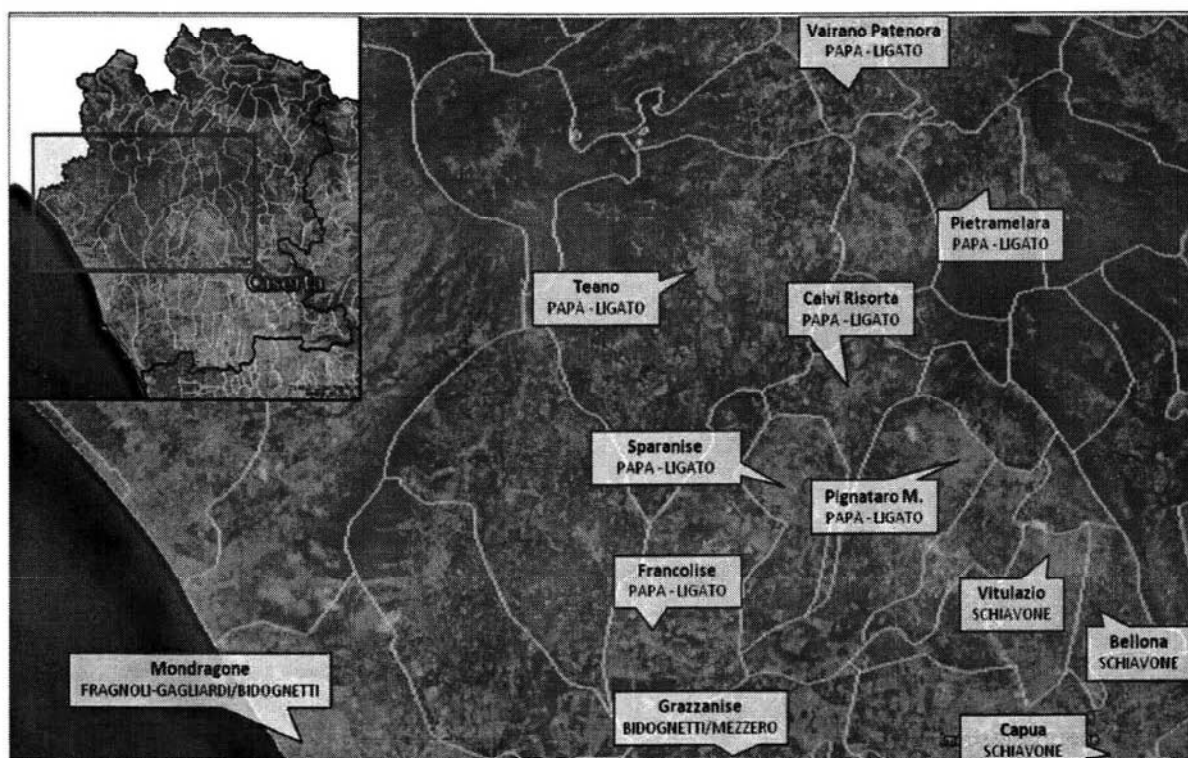 Vairano Patenora
PAPA - LIGATO
Pietramelara
PAPA - LIGATO
Caserta
Teano
PAPA - LIGATO
Calvi Risorta
PAPA - LIGATO
Sparanise
PAPA - LIGATO
Pignataro M.
PAPA - LIGATO
Francolise
PAPA - LIGATO
Vitulazio
SCHIAVONE
Bellona
SCHIAVONE
Mondragone
FRAGNOLI-GAGLIARDI/BIDOGNETTI
Grazzanise
BIDOGNETTI/MEZZERO
Capua
SCHIAVONE